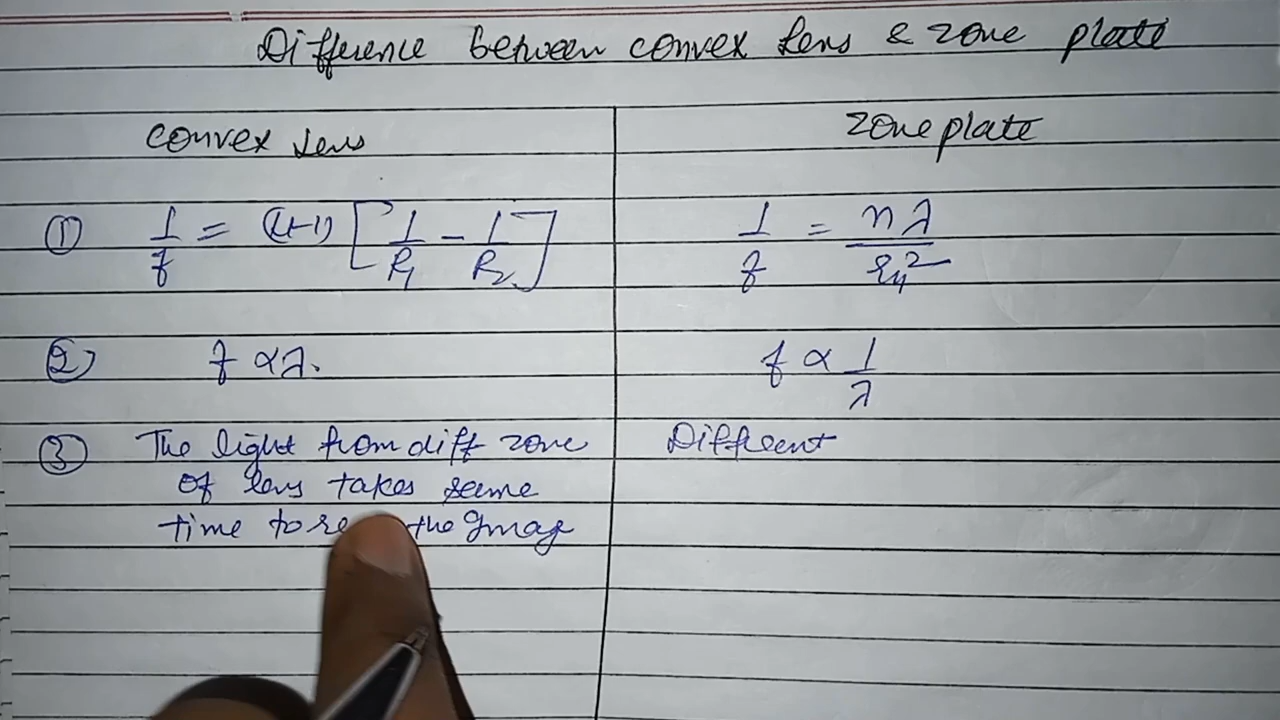 Difference between convex lens & zone plate
convex lens
zone plate
① 1/f = (μ-1) [1/R₁ - 1/R₂]
1/f = nλ/rₙ²
② f ∝ λ.
f ∝ 1/λ
③ The light from diff zone
of lens takes same
time to the Image
Different